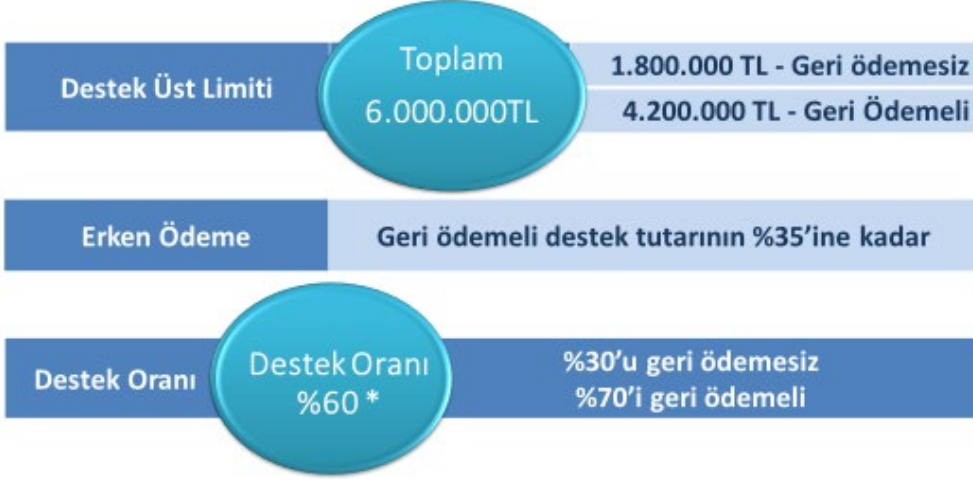 Destek Üst Limiti
Toplam
6.000.000TL
1.800.000 TL - Geri ödemesiz
4.200.000 TL - Geri Ödemeli
Erken Ödeme
Geri ödemeli destek tutarının %35’ine kadar
Destek Oranı
Destek Oranı
%60 *
%30’u geri ödemesiz
%70’i geri ödemeli